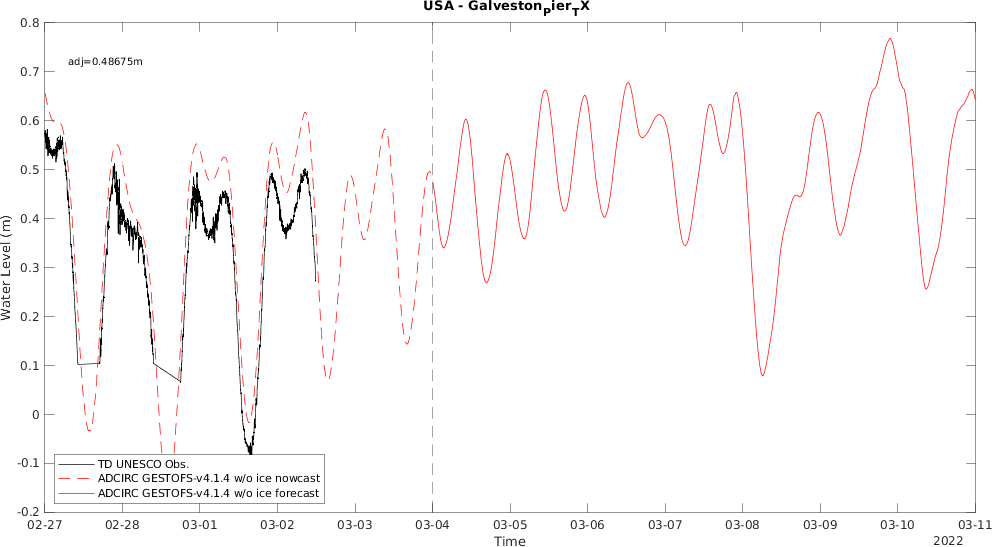 USA - Galveston_Pier_TX
0.8
0.7
0.6
0.5
0.4
0.3
0.2
0.1
0
-0.1
-0.2
Water Level (m)
adj=0.48675m
TD UNESCO Obs.
ADCIRC GESTOFS-v4.1.4 w/o ice nowcast
ADCIRC GESTOFS-v4.1.4 w/o ice forecast
02-27 02-28 03-01 03-02 03-03 03-04 03-05 03-06 03-07 03-08 03-09 03-10 03-11
Time
2022